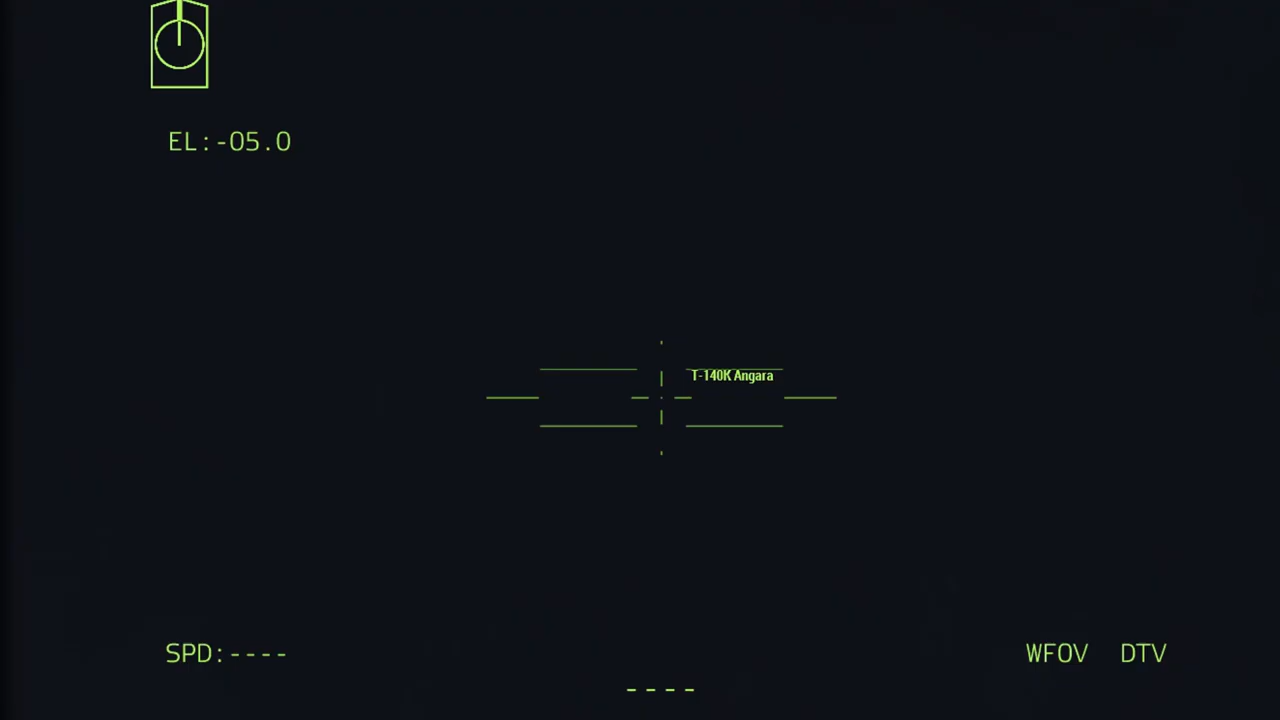 EL:-05.0
T-140K Angara
SPD:----
WFOV DTV
----